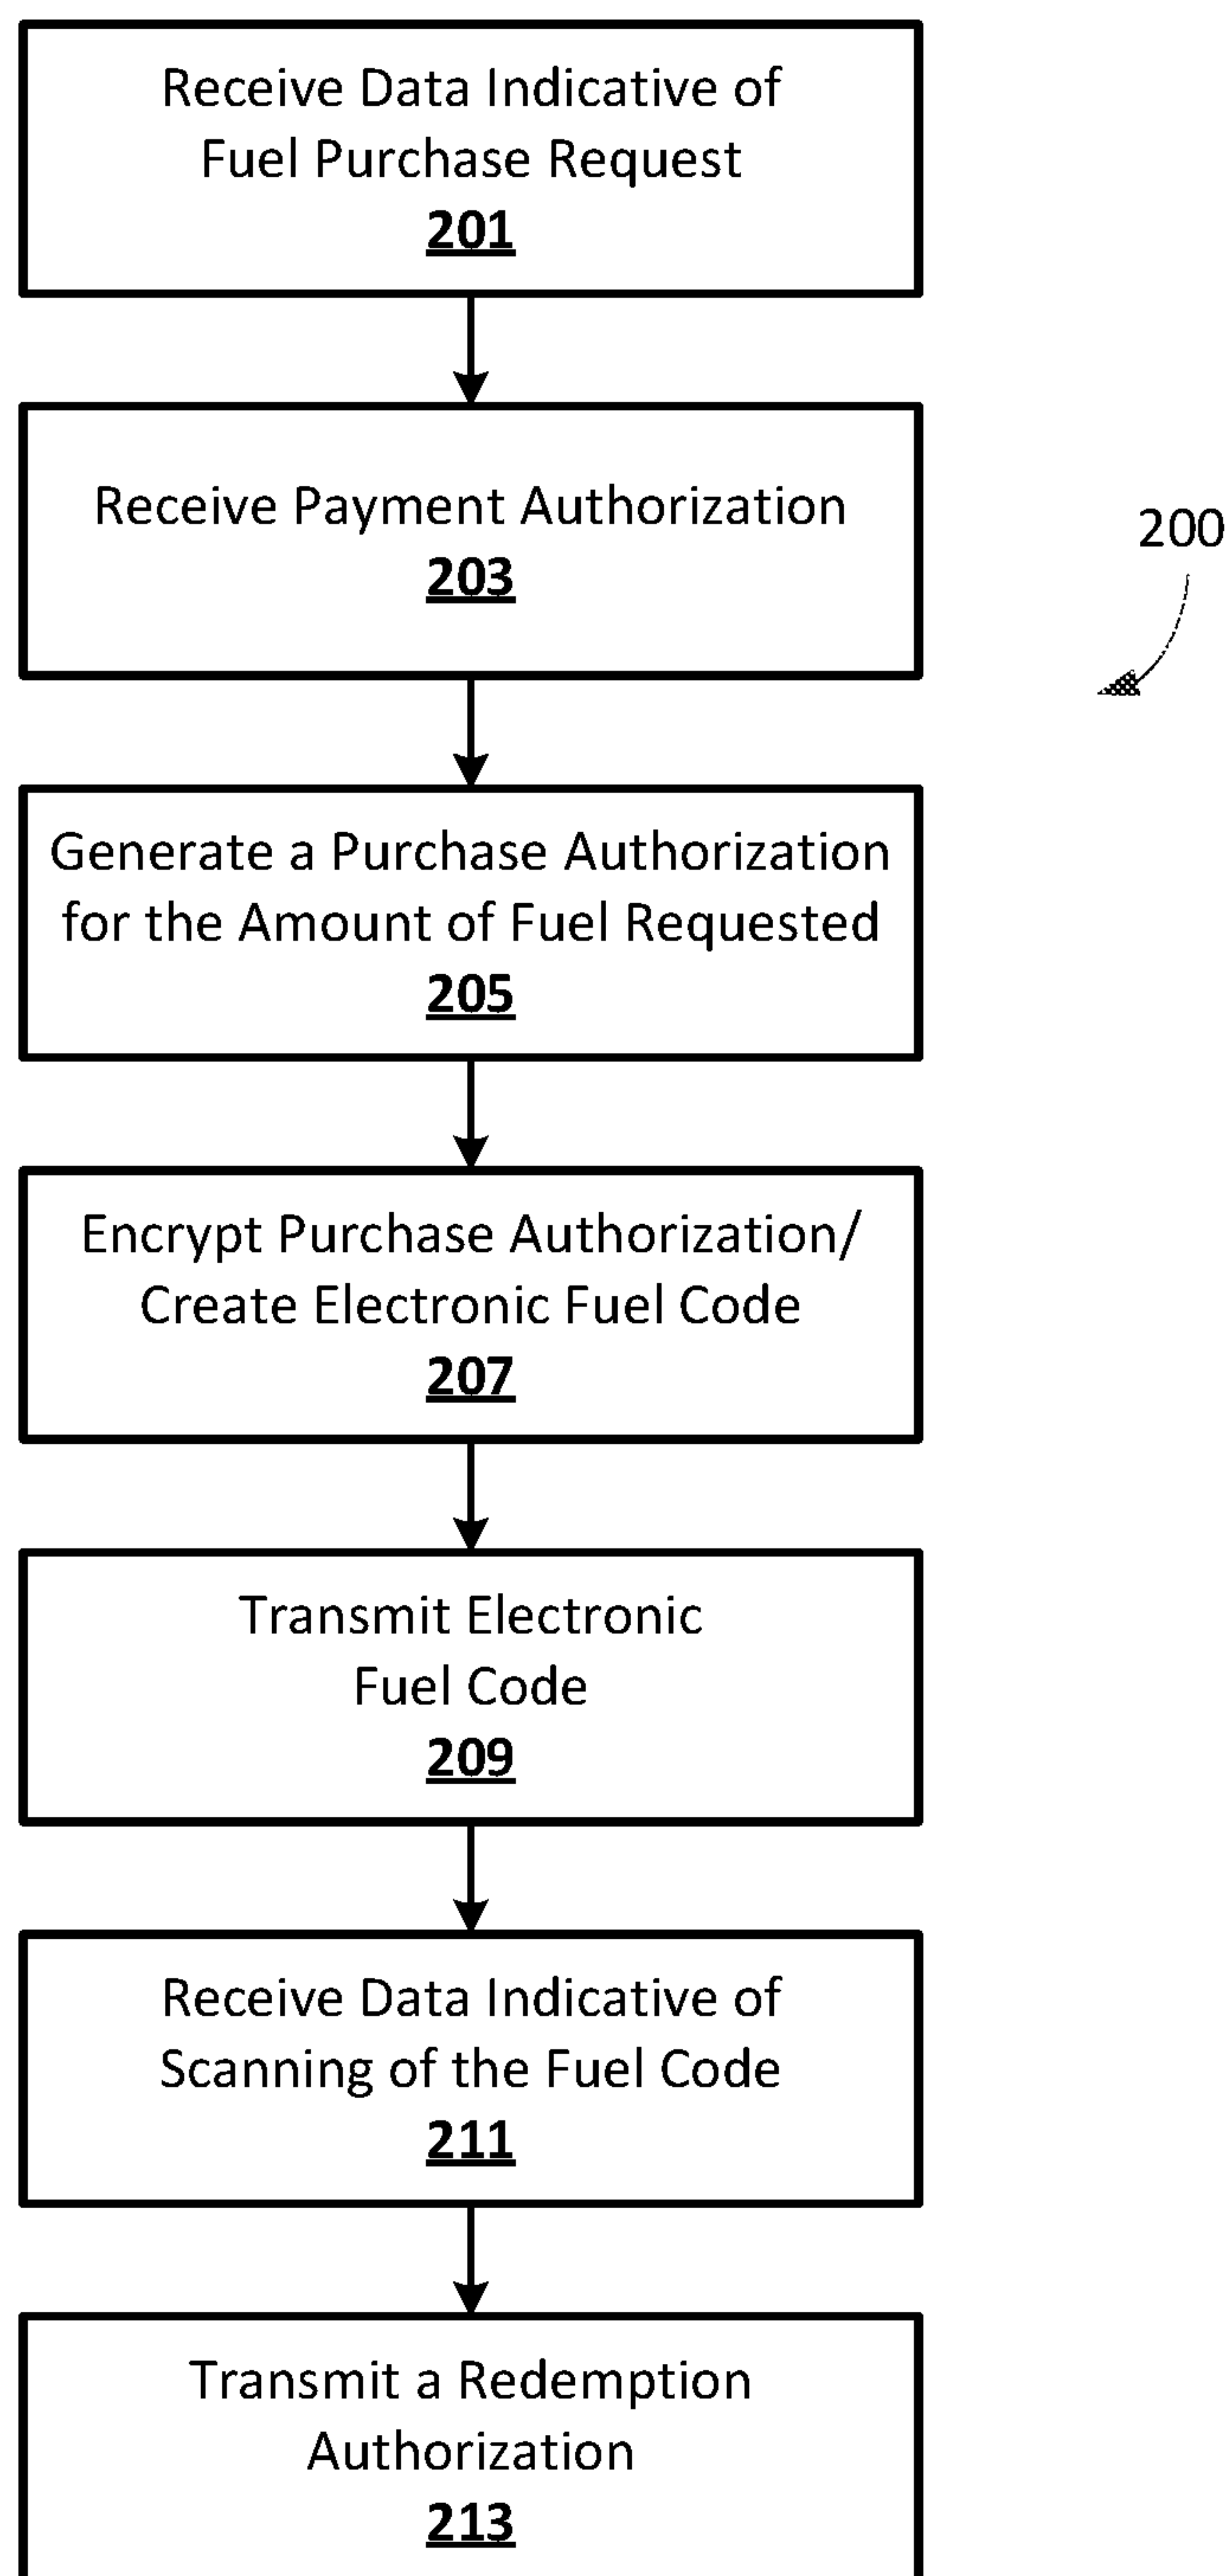 Receive Data Indicative of
Fuel Purchase Request
201
Receive Payment Authorization
203
200
Generate a Purchase Authorization
for the Amount of Fuel Requested
205
Encrypt Purchase Authorization/
Create Electronic Fuel Code
207
Transmit Electronic
Fuel Code
209
Receive Data Indicative of
Scanning of the Fuel Code
211
Transmit a Redemption
Authorization
213